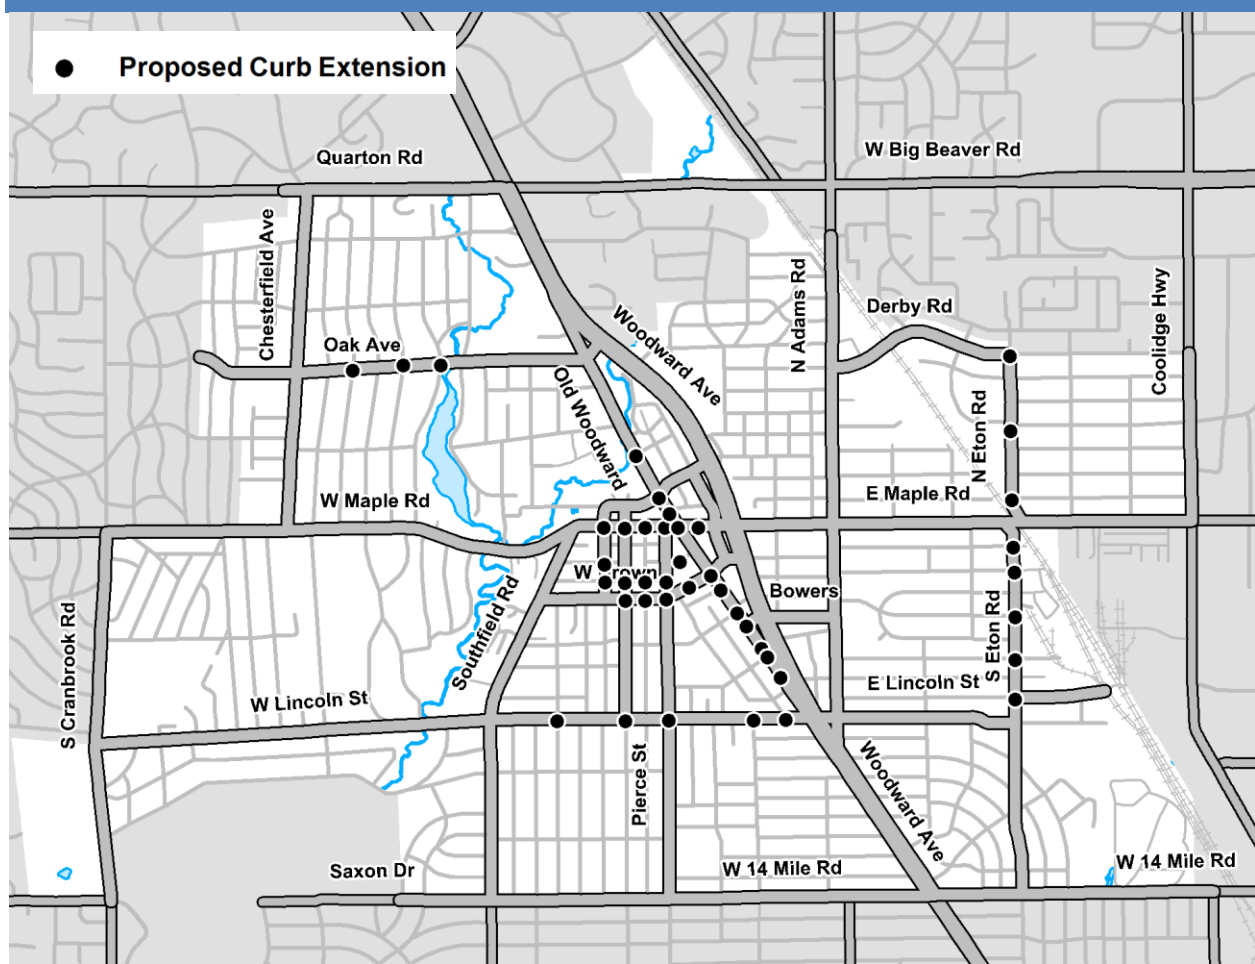 Proposed Curb Extension
Quarton Rd
W Big Beaver Rd
Chesterfield Ave
N Adams Rd
Coolidge Hwy
Derby Rd
Woodward Ave
Oak Ave
Old Woodward
N Eton Rd
W Maple Rd
E Maple Rd
W Brown
Bowers
Southfield Rd
S Eton Rd
S Cranbrook Rd
W Lincoln St
E Lincoln St
Pierce St
Woodward Ave
Saxon Dr
W 14 Mile Rd
W 14 Mile Rd